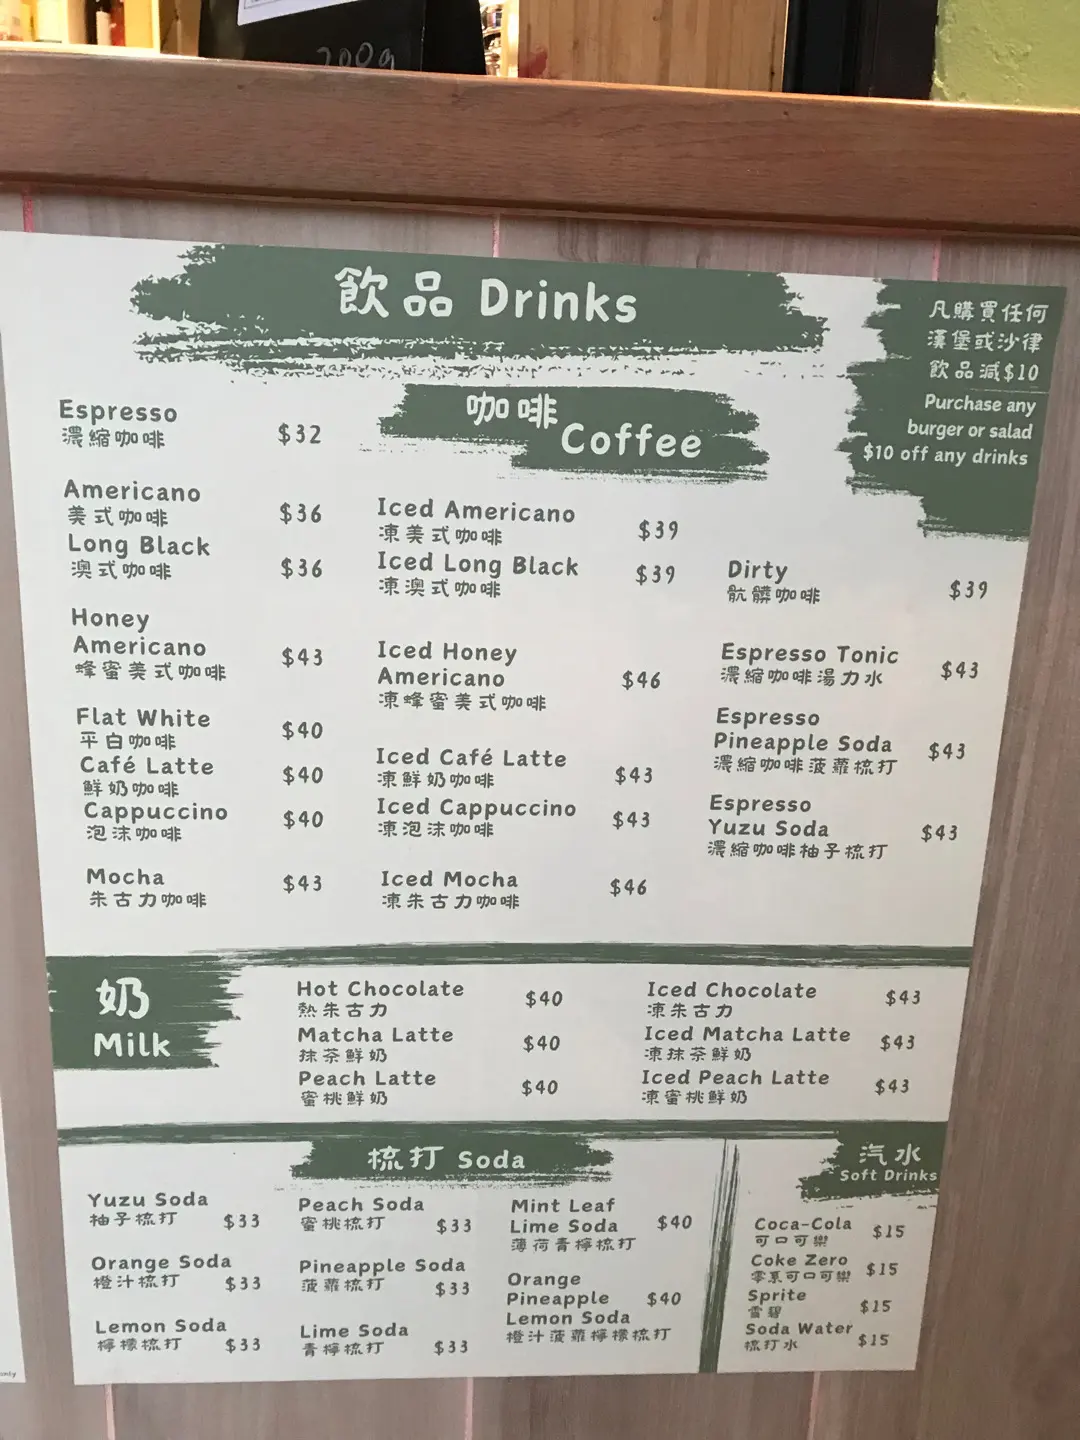 200g
飲品 Drinks
凡購買任何
漢堡或沙律
飲品減$10
Purchase any
burger or salad
$10 off any drinks
咖啡
Coffee
Espresso
濃縮咖啡 $32
Americano
美式咖啡 $36
Long Black
澳式咖啡 $36
Honey
Americano $43
蜂蜜美式咖啡
Flat White $40
平白咖啡
Café Latte $40
鮮奶咖啡
Cappuccino $40
泡沫咖啡
Mocha $43
朱古力咖啡
Iced Americano
凍美式咖啡 $39
Iced Long Black $39
凍澳式咖啡
Iced Honey
Americano $46
凍蜂蜜美式咖啡
Iced Café Latte
凍鮮奶咖啡 $43
Iced Cappuccino $43
凍泡沫咖啡
Iced Mocha $46
凍朱古力咖啡
Dirty
骯髒咖啡 $39
Espresso Tonic
濃縮咖啡湯力水 $43
Espresso
Pineapple Soda $43
濃縮咖啡菠蘿梳打
Espresso
Yuzu Soda $43
濃縮咖啡柚子梳打
奶
Milk
Hot Chocolate $40
熱朱古力
Matcha Latte $40
抹茶鮮奶
Peach Latte $40
蜜桃鮮奶
Iced Chocolate $43
凍朱古力
Iced Matcha Latte $43
凍抹茶鮮奶
Iced Peach Latte $43
凍蜜桃鮮奶
梳打 Soda
Yuzu Soda
柚子梳打 $33
Orange Soda
橙汁梳打 $33
Lemon Soda
檸檬梳打 $33
Peach Soda
蜜桃梳打 $33
Pineapple Soda
菠蘿梳打 $33
Lime Soda
青檸梳打 $33
Mint Leaf
Lime Soda $40
薄荷青檸梳打
Orange
Pineapple $40
Lemon Soda
橙汁菠蘿檸檬梳打
汽水
Soft Drinks
Coca-Cola $15
可口可樂
Coke Zero $15
零系可口可樂
Sprite $15
雪碧
Soda Water $15
梳打水
only